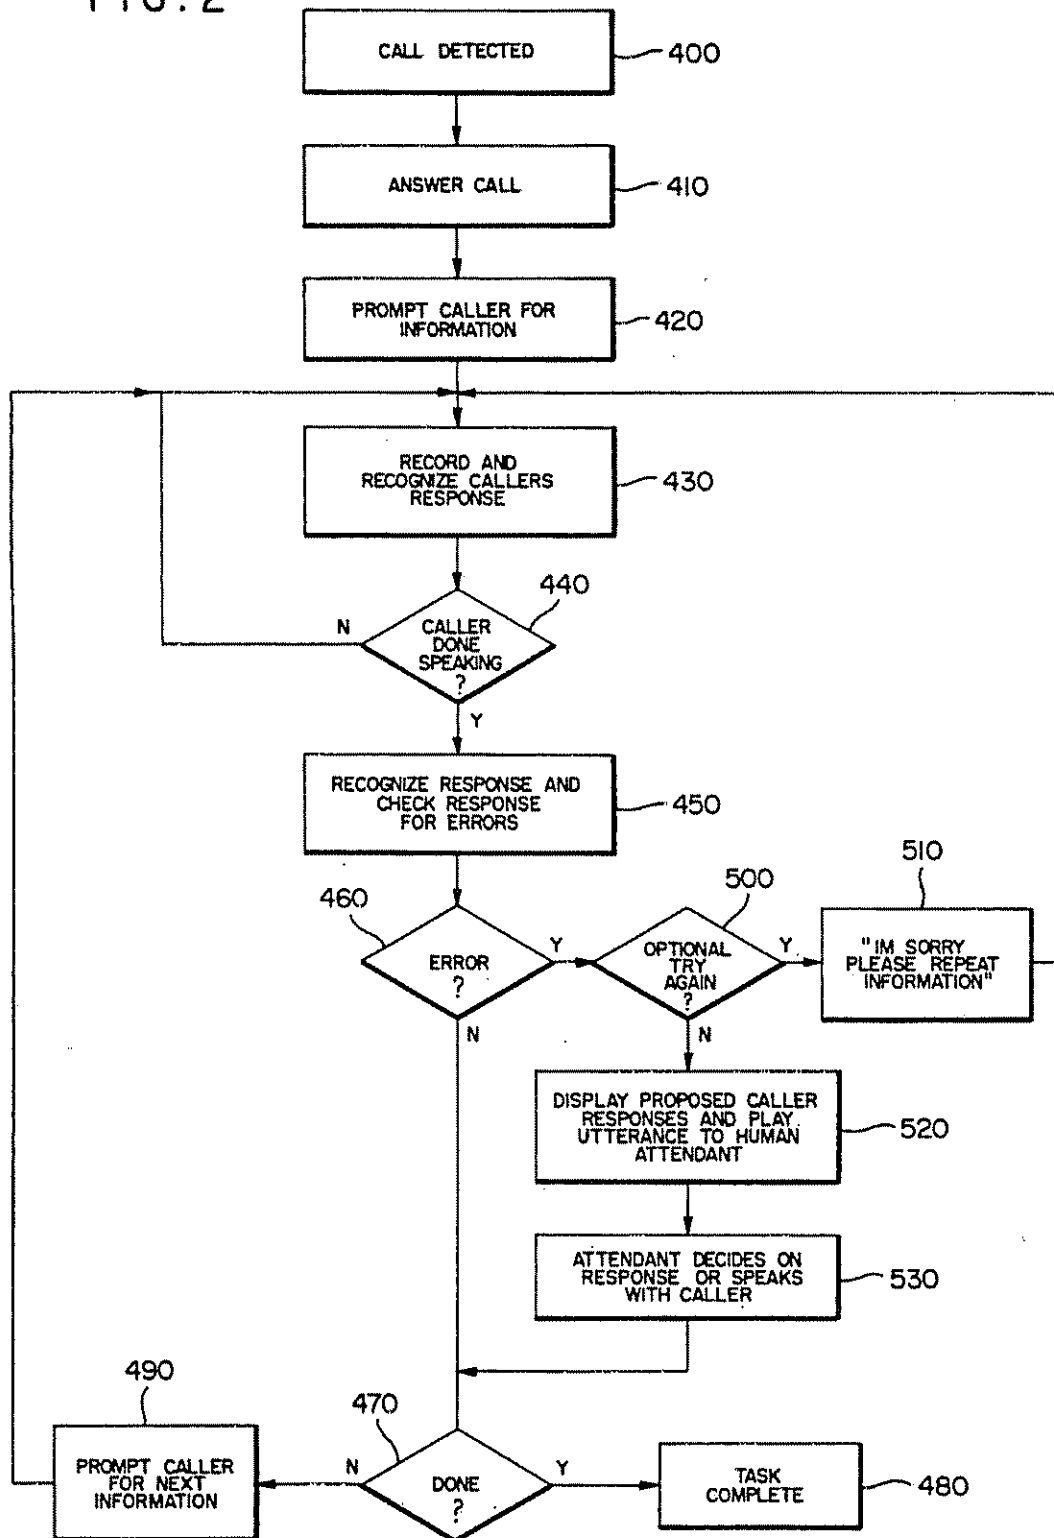 FIG. 2
CALL DETECTED
400
ANSWER CALL
410
PROMPT CALLER FOR
INFORMATION
420
RECORD AND
RECOGNIZE CALLERS
RESPONSE
430
440
CALLER
DONE
SPEAKING
?
N
Y
RECOGNIZE RESPONSE AND
CHECK RESPONSE
FOR ERRORS
450
460
ERROR
?
Y
N
500
OPTIONAL
TRY
AGAIN
?
Y
N
510
"IM SORRY
PLEASE REPEAT
INFORMATION"
DISPLAY PROPOSED CALLER
RESPONSES AND PLAY
UTTERANCE TO HUMAN
ATTENDANT
520
ATTENDANT DECIDES ON
RESPONSE OR SPEAKS
WITH CALLER
530
490
PROMPT CALLER
FOR NEXT
INFORMATION
470
N
DONE
?
Y
TASK
COMPLETE
480